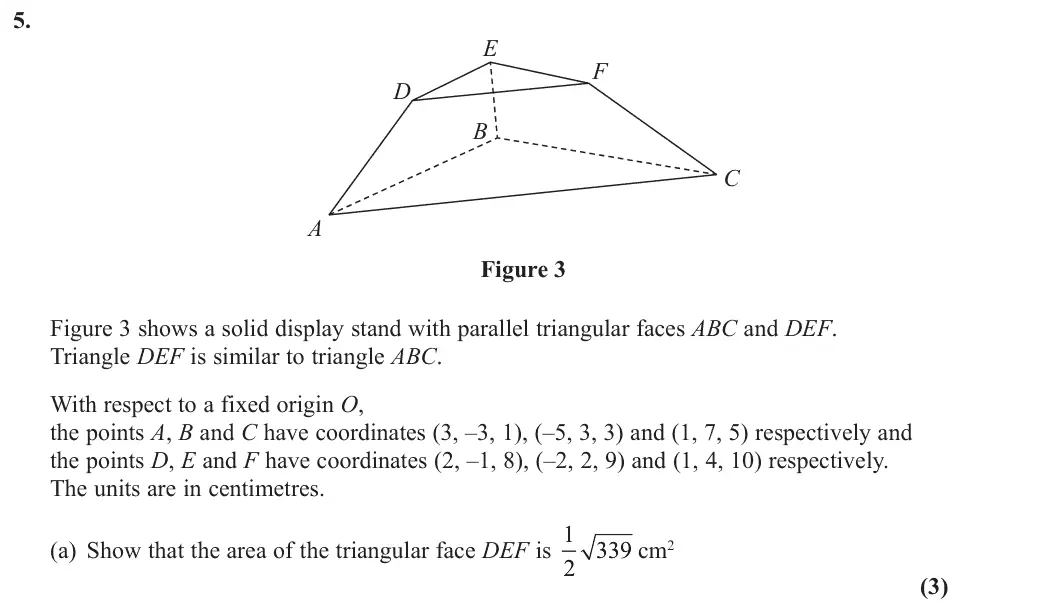 5.
E
F
D
B
C
A
Figure 3
Figure 3 shows a solid display stand with parallel triangular faces ABC and DEF.
Triangle DEF is similar to triangle ABC.
With respect to a fixed origin O,
the points A, B and C have coordinates (3, –3, 1), (–5, 3, 3) and (1, 7, 5) respectively and
the points D, E and F have coordinates (2, –1, 8), (–2, 2, 9) and (1, 4, 10) respectively.
The units are in centimetres.
(a) Show that the area of the triangular face DEF is 1/2 √339 cm²
(3)